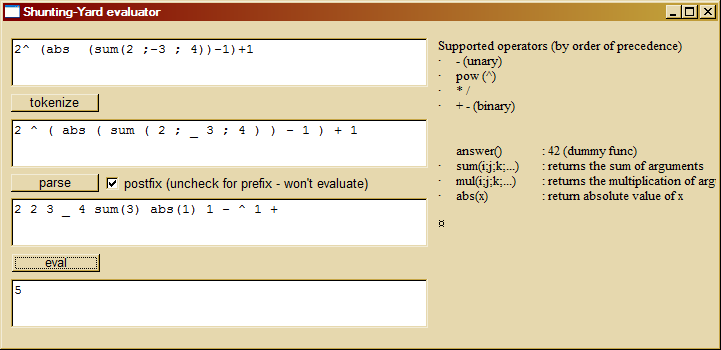 Shunting-Yard evaluator
2^ (abs  (sum(2 ;-3 ; 4))-1)+1
tokenize
2 ^ ( abs ( sum ( 2 ; _ 3 ; 4 ) ) - 1 ) + 1
parse
postfix (uncheck for prefix - won't evaluate)
2 2 3 _ 4 sum(3) abs(1) 1 - ^ 1 +
eval
5
Supported operators (by order of precedence)
· - (unary)
· pow (^)
· * /
· + - (binary)
answer() : 42 (dummy func)
· sum(i;j;k;...) : returns the sum of arguments
· mul(i;j;k;...) : returns the multiplication of arg
· abs(x) : return absolute value of x
¤